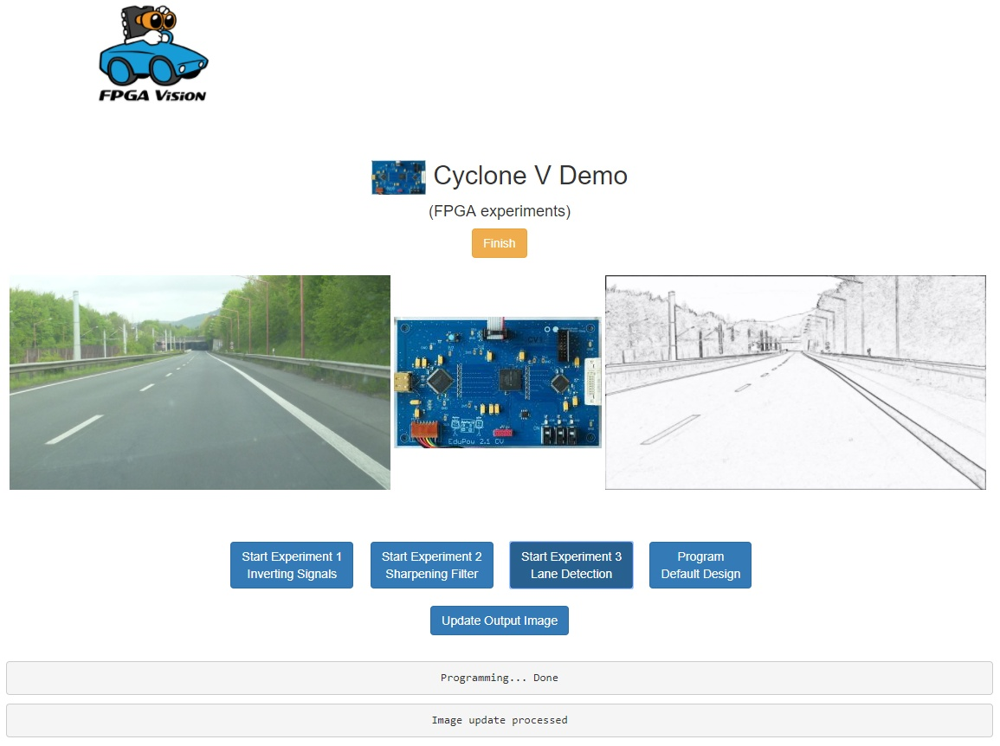 FPGA VISION
Cyclone V Demo
(FPGA experiments)
Finish
EduPow 2.1 CV
Start Experiment 1
Inverting Signals
Start Experiment 2
Sharpening Filter
Start Experiment 3
Lane Detection
Program
Default Design
Update Output Image
Programming... Done
Image update processed